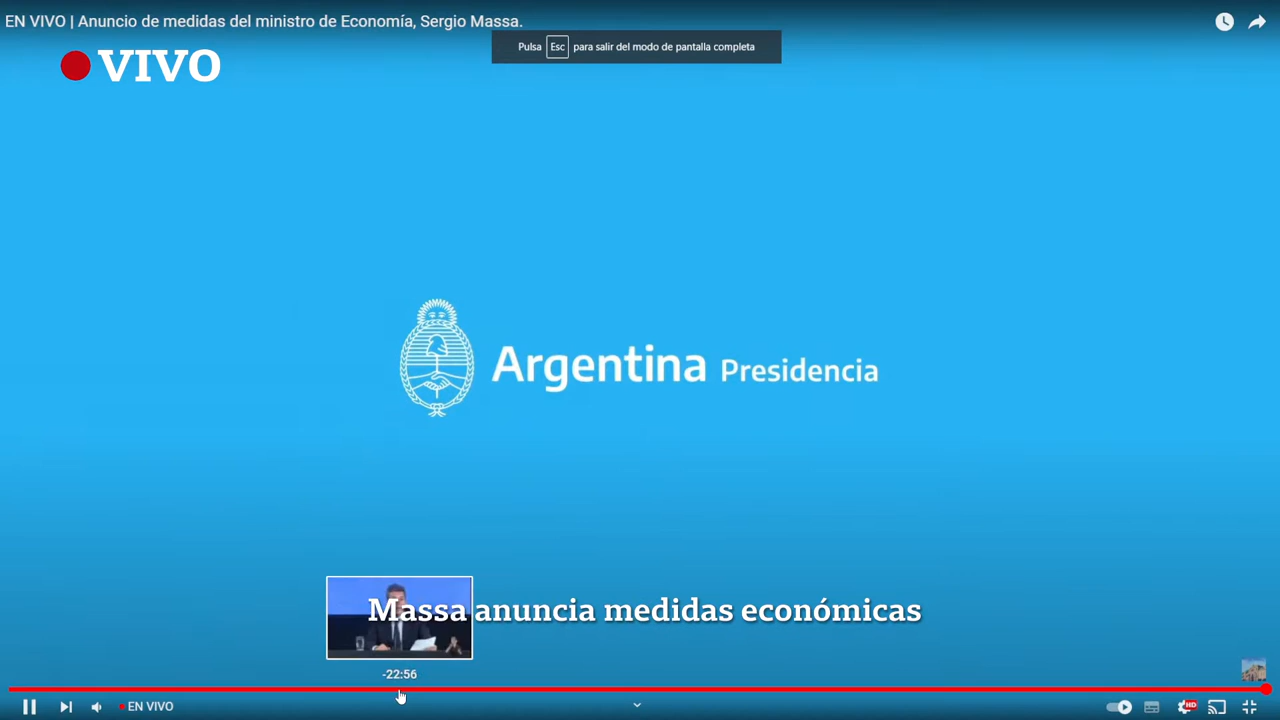 EN VIVO | Anuncio de medidas del ministro de Economía, Sergio Massa.
Pulsa Esc para salir del modo de pantalla completa
VIVO
Argentina Presidencia
Massa anuncia medidas económicas
-22:56
EN VIVO
HD